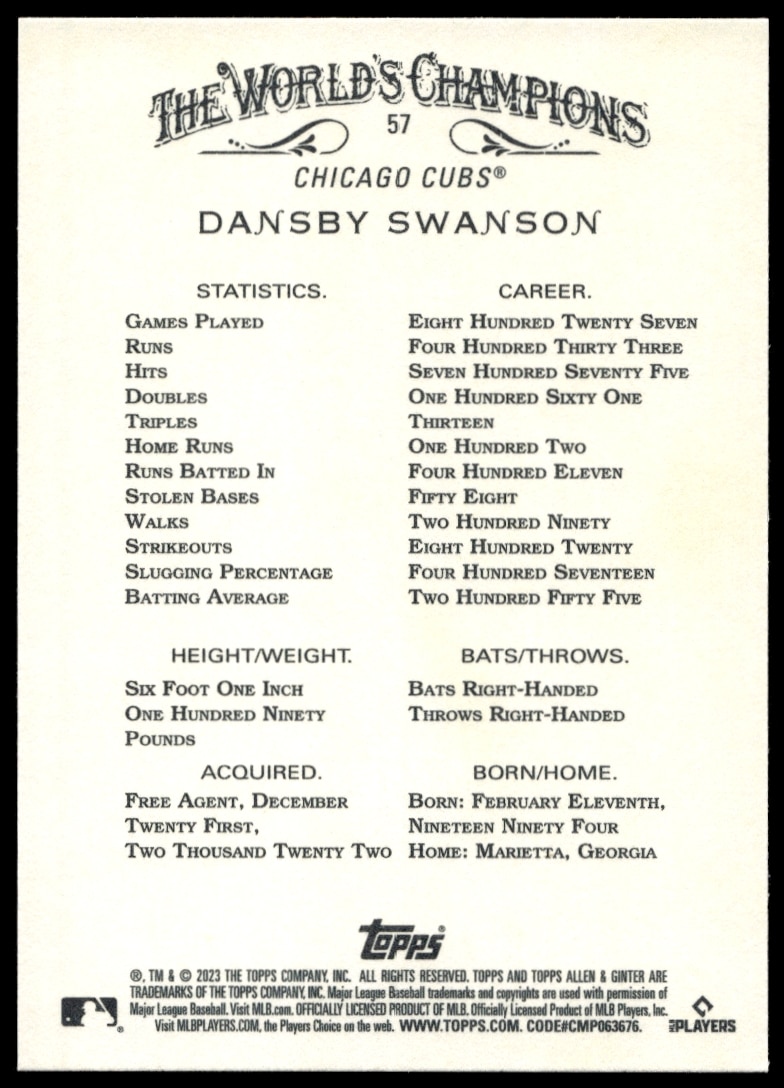 THE WORLD'S CHAMPIONS
57
CHICAGO CUBS®
DANSBY SWANSON
STATISTICS. CAREER.
GAMES PLAYED EIGHT HUNDRED TWENTY SEVEN
RUNS FOUR HUNDRED THIRTY THREE
HITS SEVEN HUNDRED SEVENTY FIVE
DOUBLES ONE HUNDRED SIXTY ONE
TRIPLES THIRTEEN
HOME RUNS ONE HUNDRED TWO
RUNS BATTED IN FOUR HUNDRED ELEVEN
STOLEN BASES FIFTY EIGHT
WALKS TWO HUNDRED NINETY
STRIKEOUTS EIGHT HUNDRED TWENTY
SLUGGING PERCENTAGE FOUR HUNDRED SEVENTEEN
BATTING AVERAGE TWO HUNDRED FIFTY FIVE
HEIGHT/WEIGHT.
SIX FOOT ONE INCH
ONE HUNDRED NINETY
POUNDS
BATS/THROWS.
BATS RIGHT-HANDED
THROWS RIGHT-HANDED
ACQUIRED.
FREE AGENT, DECEMBER
TWENTY FIRST,
TWO THOUSAND TWENTY TWO
BORN/HOME.
BORN: FEBRUARY ELEVENTH,
NINETEEN NINETY FOUR
HOME: MARIETTA, GEORGIA
Topps®
®, TM & © 2023 THE TOPPS COMPANY, INC. ALL RIGHTS RESERVED. TOPPS AND TOPPS ALLEN & GINTER ARE
TRADEMARKS OF THE TOPPS COMPANY, INC. Major League Baseball trademarks and copyrights are used with permission of
Major League Baseball. Visit MLB.com. OFFICIALLY LICENSED PRODUCT OF MLB. Officially Licensed Product of MLB Players, Inc.
Visit MLBPLAYERS.COM, the Players Choice on the web. WWW.TOPPS.COM. CODE#CMP063676.
MLB PLAYERS